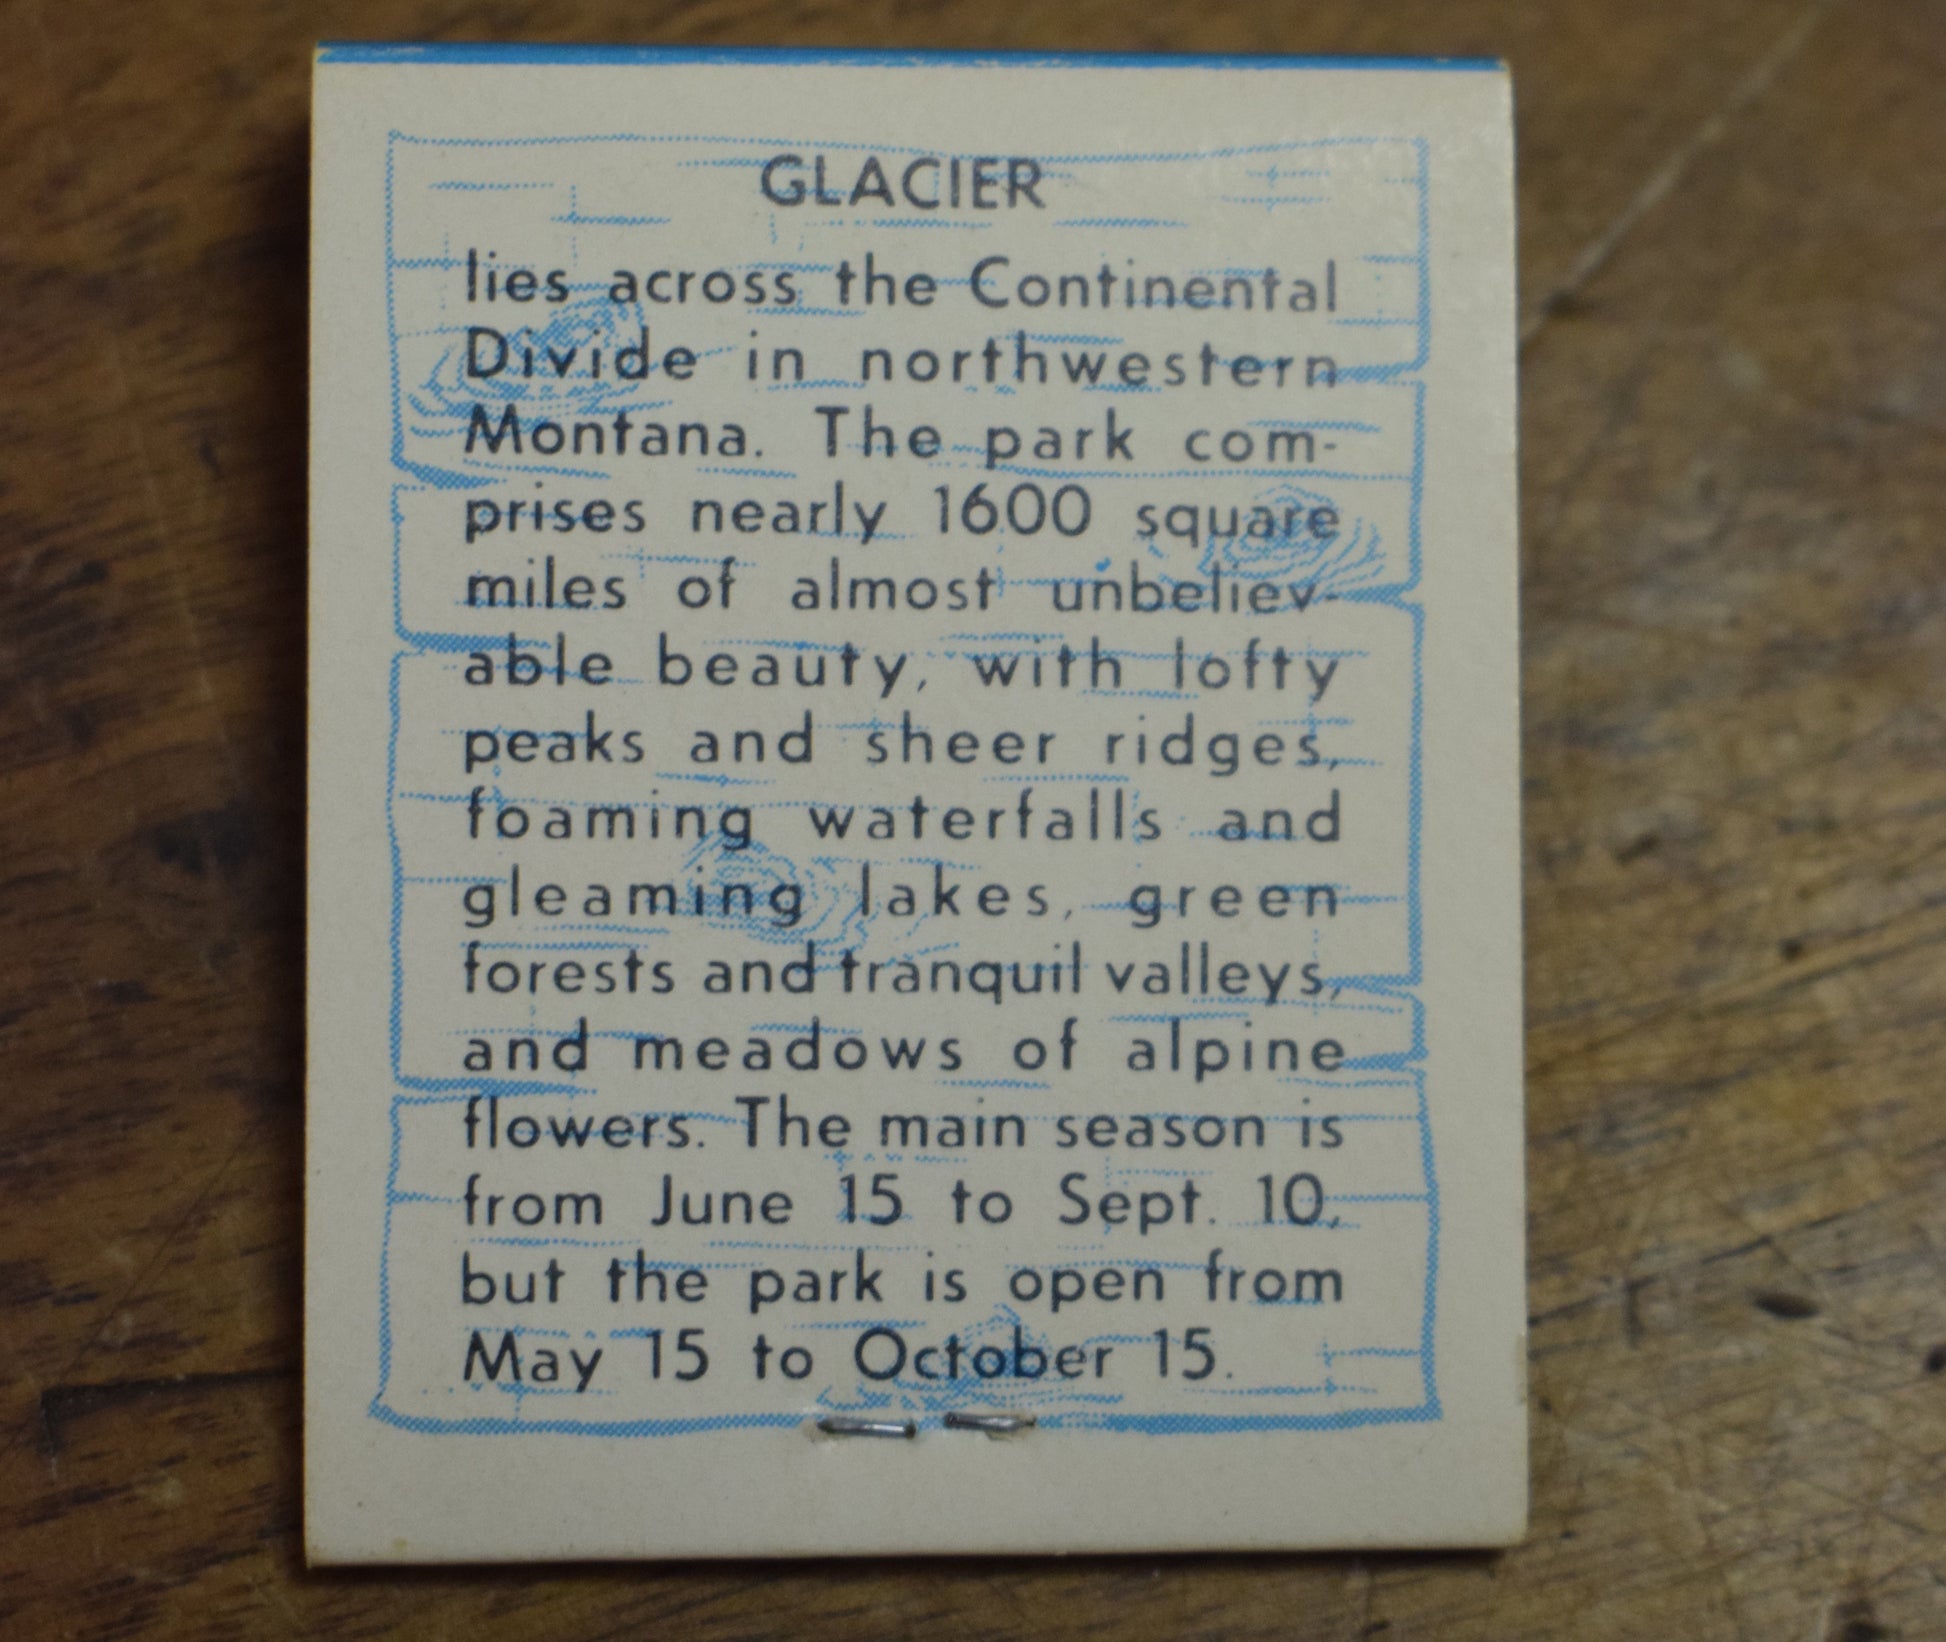 GLACIER
lies across the Continental
Divide in northwestern
Montana. The park com-
prises nearly 1600 square
miles of almost unbeliev-
able beauty, with lofty
peaks and sheer ridges,
foaming waterfalls and
gleaming lakes, green
forests and tranquil valleys,
and meadows of alpine
flowers. The main season is
from June 15 to Sept. 10,
but the park is open from
May 15 to October 15.